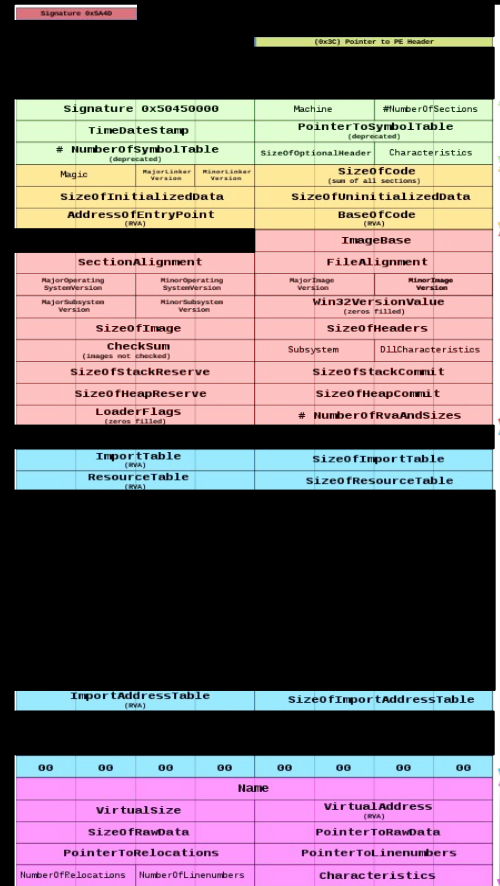 Signature 0x5A4D
(0x3C) Pointer to PE Header
Signature 0x50450000 Machine #NumberOfSections
TimeDateStamp PointerToSymbolTable
(deprecated)
# NumberOfSymbolTable SizeOfOptionalHeader Characteristics
(deprecated)
Magic MajorLinker Version MinorLinker Version SizeOfCode
(sum of all sections)
SizeOfInitializedData SizeOfUninitializedData
AddressOfEntryPoint BaseOfCode
(RVA) (RVA)
ImageBase
SectionAlignment FileAlignment
MajorOperating MinorOperating MajorImage MinorImage
SystemVersion SystemVersion Version Version
MajorSubsystem MinorSubsystem Win32VersionValue
Version Version (zeros filled)
SizeOfImage SizeOfHeaders
CheckSum Subsystem DllCharacteristics
(images not checked)
SizeOfStackReserve SizeOfStackCommit
SizeOfHeapReserve SizeOfHeapCommit
LoaderFlags # NumberOfRvaAndSizes
(zeros filled)
ImportTable SizeOfImportTable
(RVA)
ResourceTable SizeOfResourceTable
(RVA)
ImportAddressTable SizeOfImportAddressTable
(RVA)
00 00 00 00 00 00 00 00
Name
VirtualSize VirtualAddress
(RVA)
SizeOfRawData PointerToRawData
PointerToRelocations PointerToLinenumbers
NumberOfRelocations NumberOfLinenumbers Characteristics